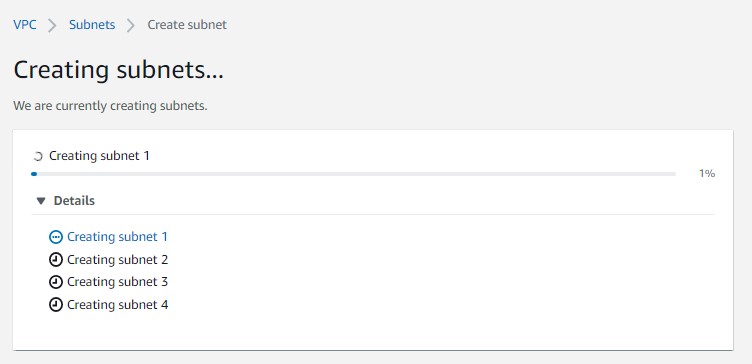 VPC Subnets Create subnet
Creating subnets...
We are currently creating subnets.
Creating subnet 1
1%
Details
Creating subnet 1
Creating subnet 2
Creating subnet 3
Creating subnet 4